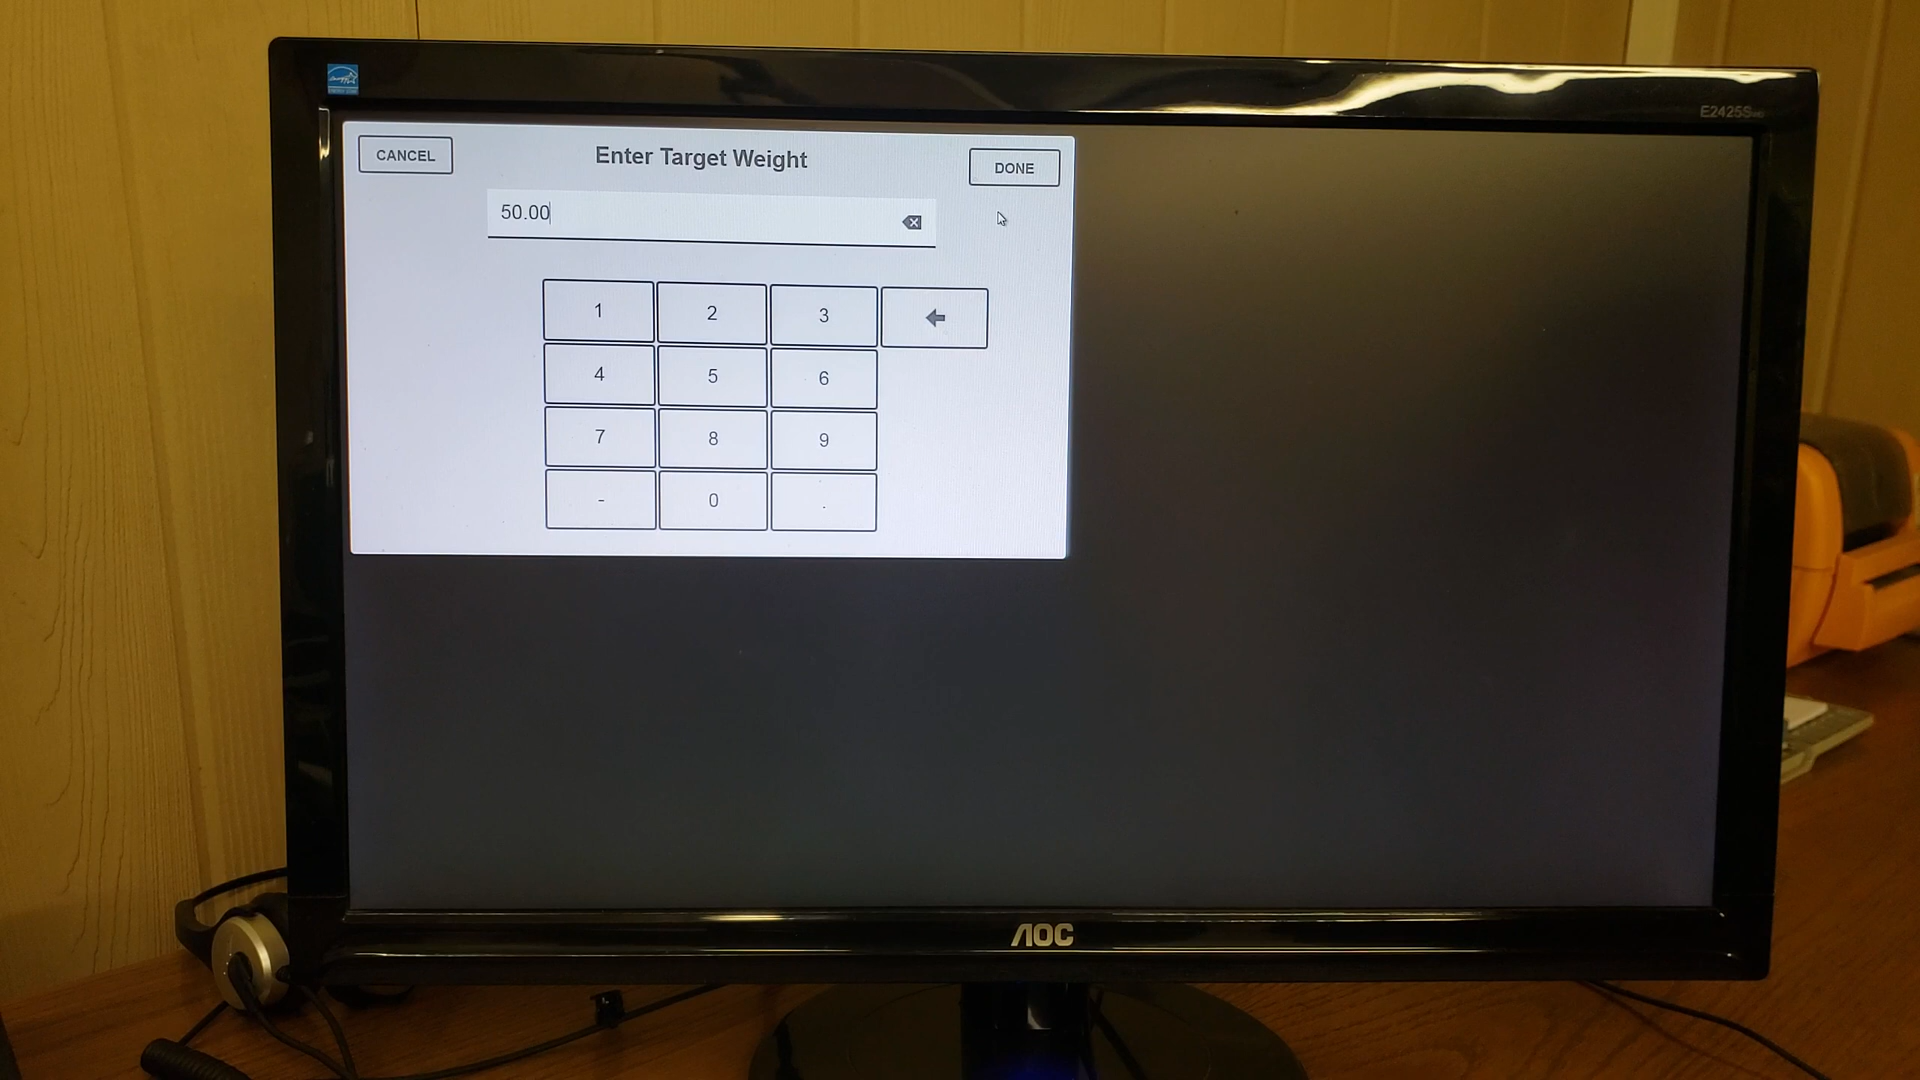 E2425S
CANCEL
Enter Target Weight
DONE
50.00
1 2 3
4 5 6
7 8 9
- 0 .
AOC